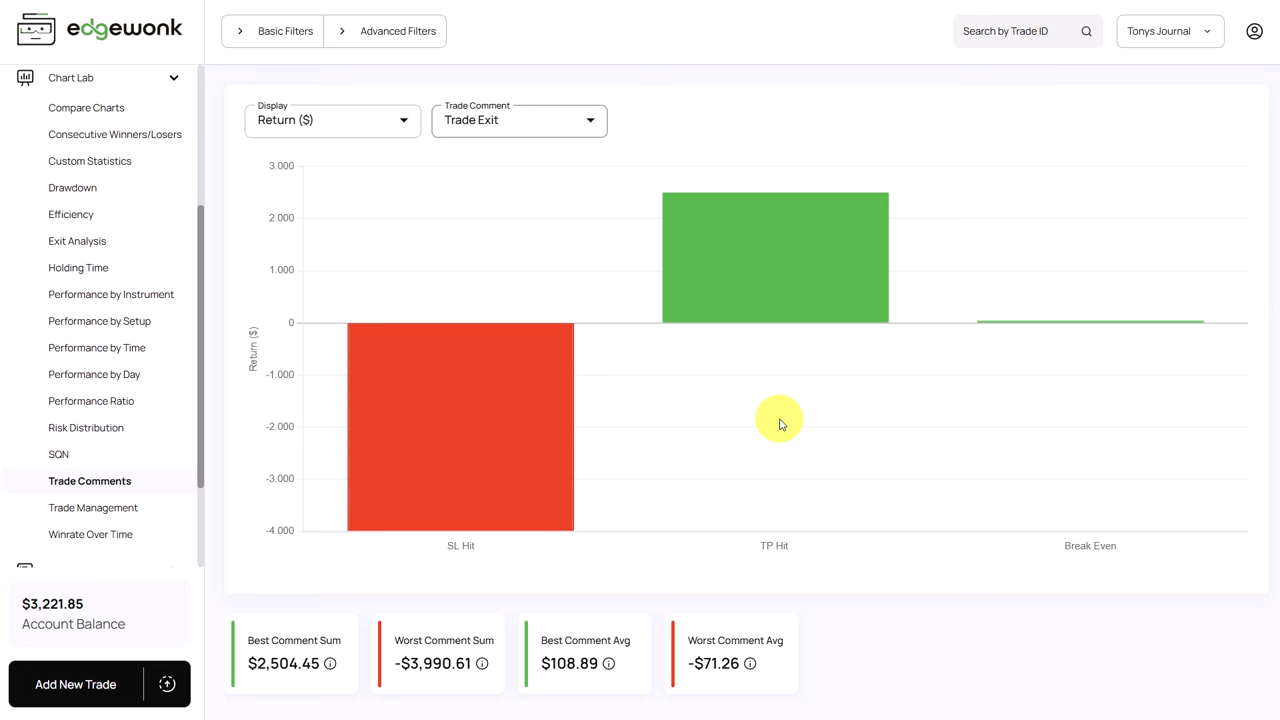 edgewonk
Basic Filters
Advanced Filters
Search by Trade ID
Tonys Journal
Chart Lab
Compare Charts
Consecutive Winners/Losers
Custom Statistics
Drawdown
Efficiency
Exit Analysis
Holding Time
Performance by Instrument
Performance by Setup
Performance by Time
Performance by Day
Performance Ratio
Risk Distribution
SQN
Trade Comments
Trade Management
Winrate Over Time
$3,221.85
Account Balance
Add New Trade
Display
Return ($)
Trade Comment
Trade Exit
3.000
2.000
1.000
0
-1.000
-2.000
-3.000
-4.000
Return ($)
SL Hit
TP Hit
Break Even
Best Comment Sum
$2,504.45
Worst Comment Sum
-$3,990.61
Best Comment Avg
$108.89
Worst Comment Avg
-$71.26